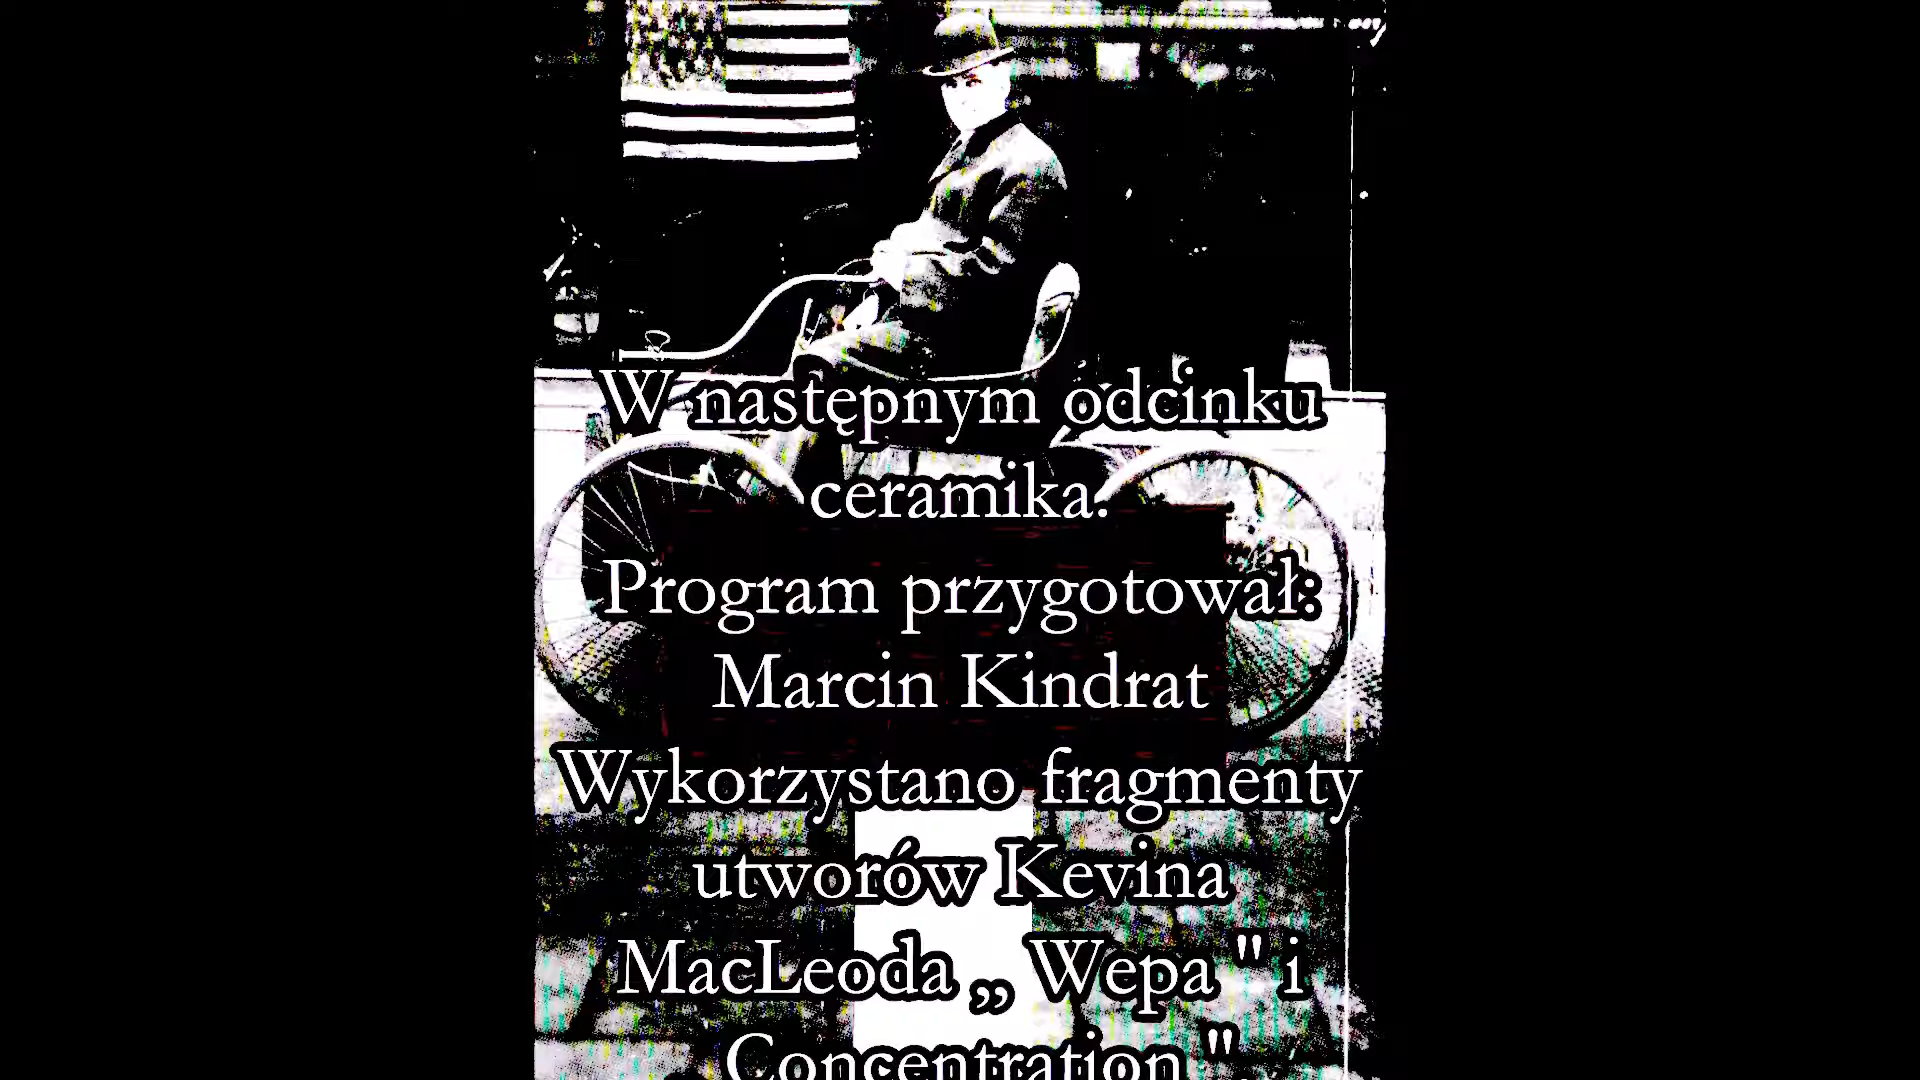 W następnym odcinku
ceramika.
Program przygotował:
Marcin Kindrat
Wykorzystano fragmenty
utworów Kevina
MacLeoda „ Wepa " i
Concentration ".